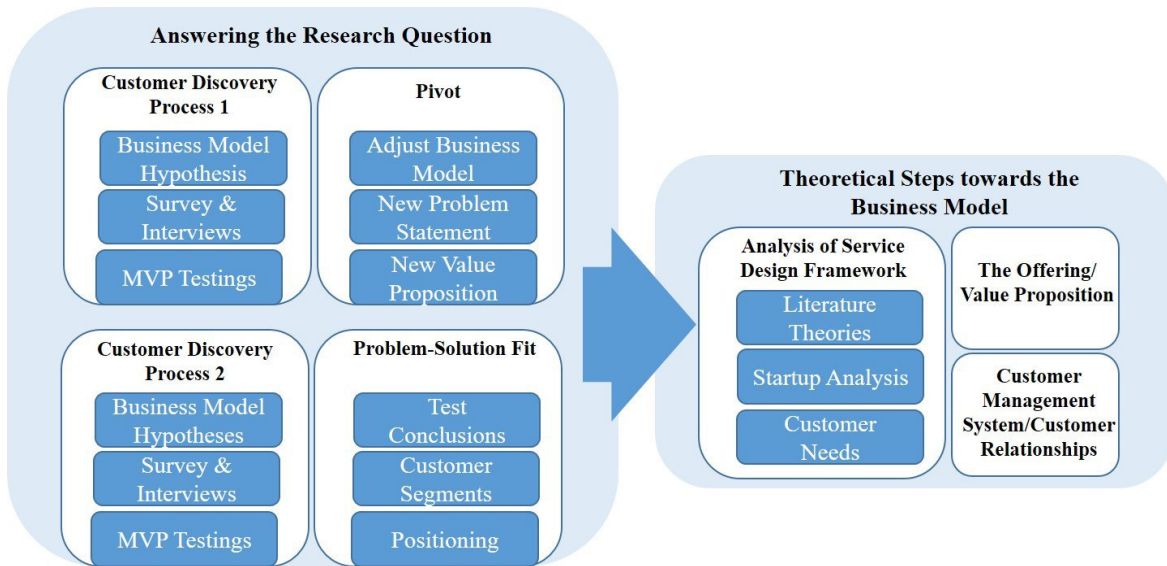 Answering the Research Question
Customer Discovery
Process 1
Business Model
Hypothesis
Survey &
Interviews
MVP Testings
Pivot
Adjust Business
Model
New Problem
Statement
New Value
Proposition
Customer Discovery
Process 2
Business Model
Hypotheses
Survey &
Interviews
MVP Testings
Problem-Solution Fit
Test
Conclusions
Customer
Segments
Positioning
Theoretical Steps towards the
Business Model
Analysis of Service
Design Framework
Literature
Theories
Startup Analysis
Customer
Needs
The Offering/
Value Proposition
Customer
Management
System/Customer
Relationships